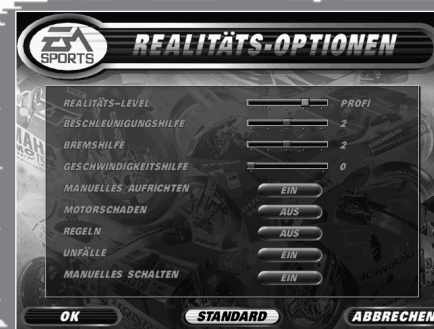 EA
SPORTS
REALITÄTS-OPTIONEN
REALITÄTS-LEVEL PROFI
BESCHLEUNIGUNGSHILFE 2
BREMSHILFE 2
GESCHWINDIGKEITSHILFE 0
MANUELLES AUFRICHTEN EIN
MOTORSCHADEN AUS
REGELN AUS
UNFÄLLE EIN
MANUELLES SCHALTEN EIN
Kawasaki
OK STANDARD ABBRECHEN